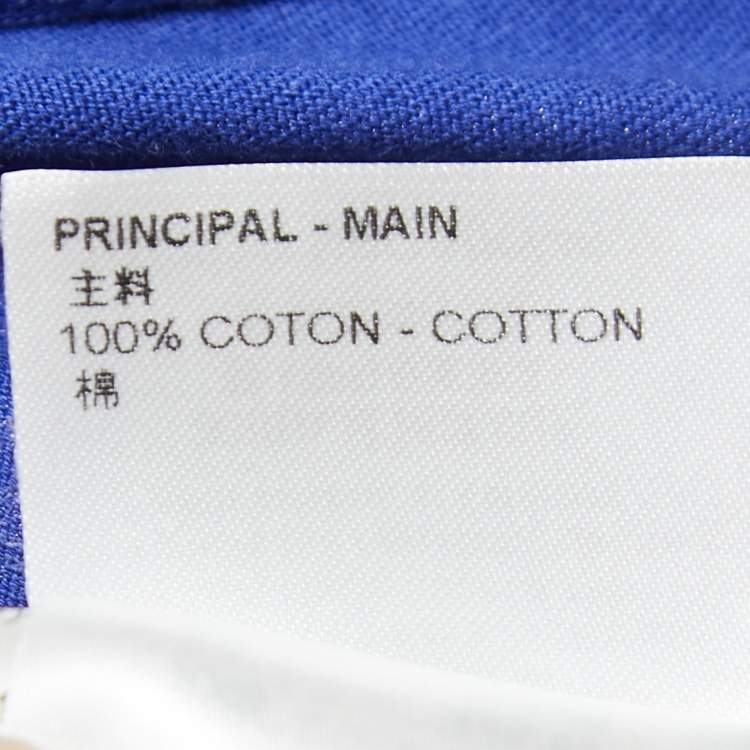 PRINCIPAL - MAIN
主料
100% COTON - COTTON
棉